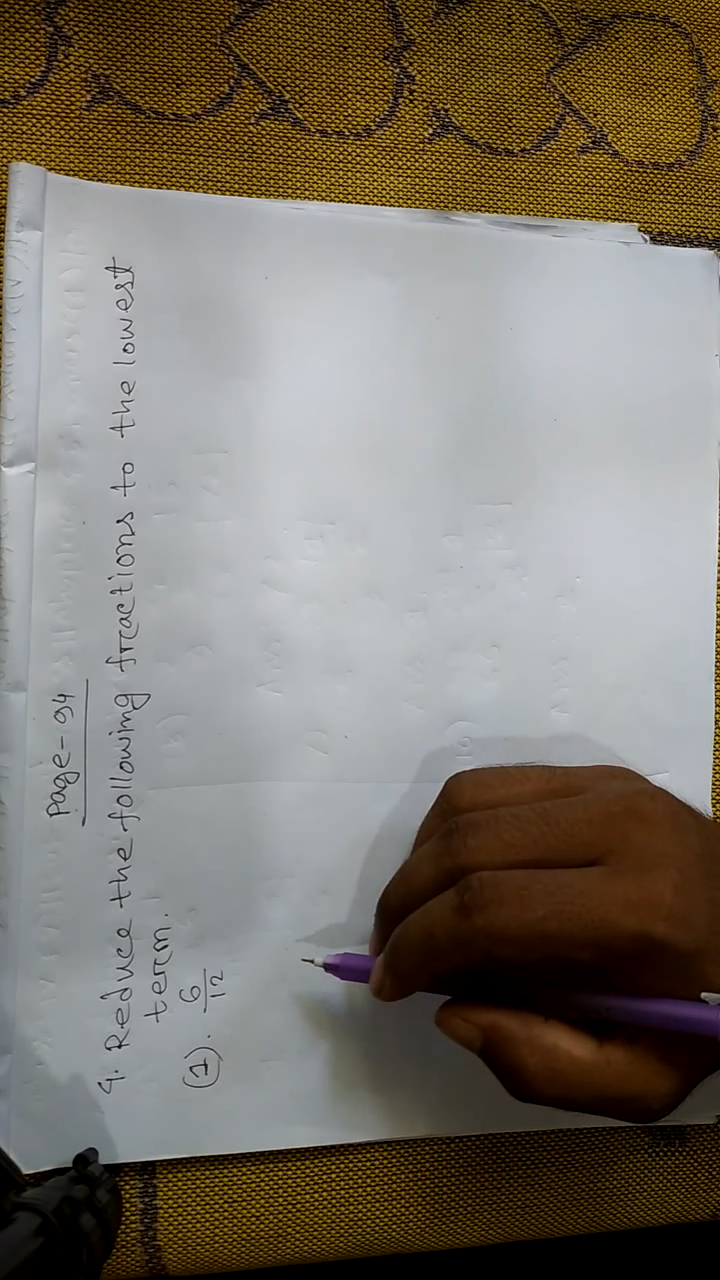 Page-94
4. Reduce the following fractions to the lowest
term.
(1). 6/12